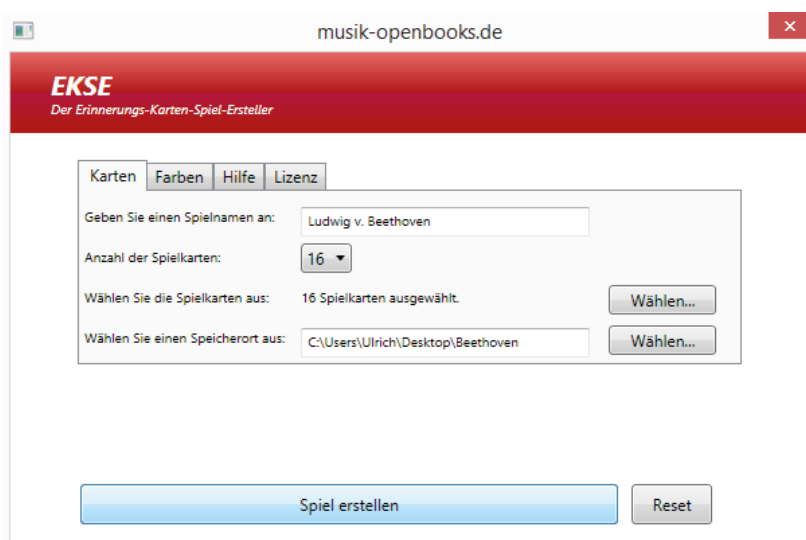 musik-openbooks.de
EKSE
Der Erinnerungs-Karten-Spiel-Ersteller
Karten Farben Hilfe Lizenz
Geben Sie einen Spielnamen an: Ludwig v. Beethoven
Anzahl der Spielkarten: 16
Wählen Sie die Spielkarten aus: 16 Spielkarten ausgewählt. Wählen...
Wählen Sie einen Speicherort aus: C:\Users\Ulrich\Desktop\Beethoven Wählen...
Spiel erstellen Reset